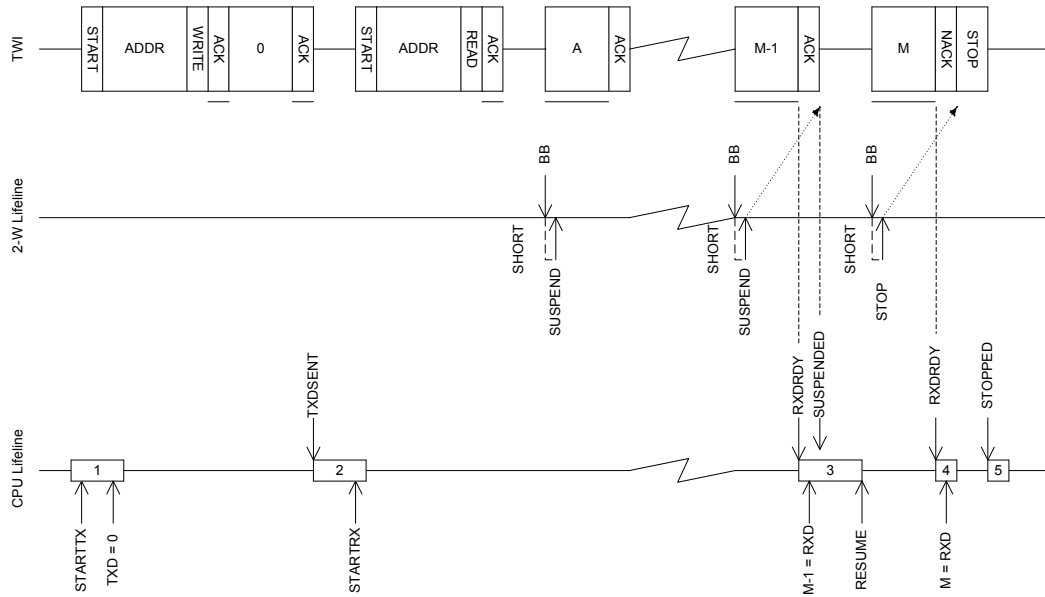 TWI
START
ADDR
WRITE
ACK
0
ACK
START
ADDR
READ
ACK
A
ACK
M-1
ACK
M
NACK
STOP
2-W Lifeline
BB
SHORT
SUSPEND
BB
SHORT
SUSPEND
BB
SHORT
STOP
CPU Lifeline
TXDSENT
RXDRDY
SUSPENDED
RXDRDY
STOPPED
1
2
3
4
5
STARTTX
TXD = 0
STARTRX
M-1 = RXD
RESUME
M = RXD